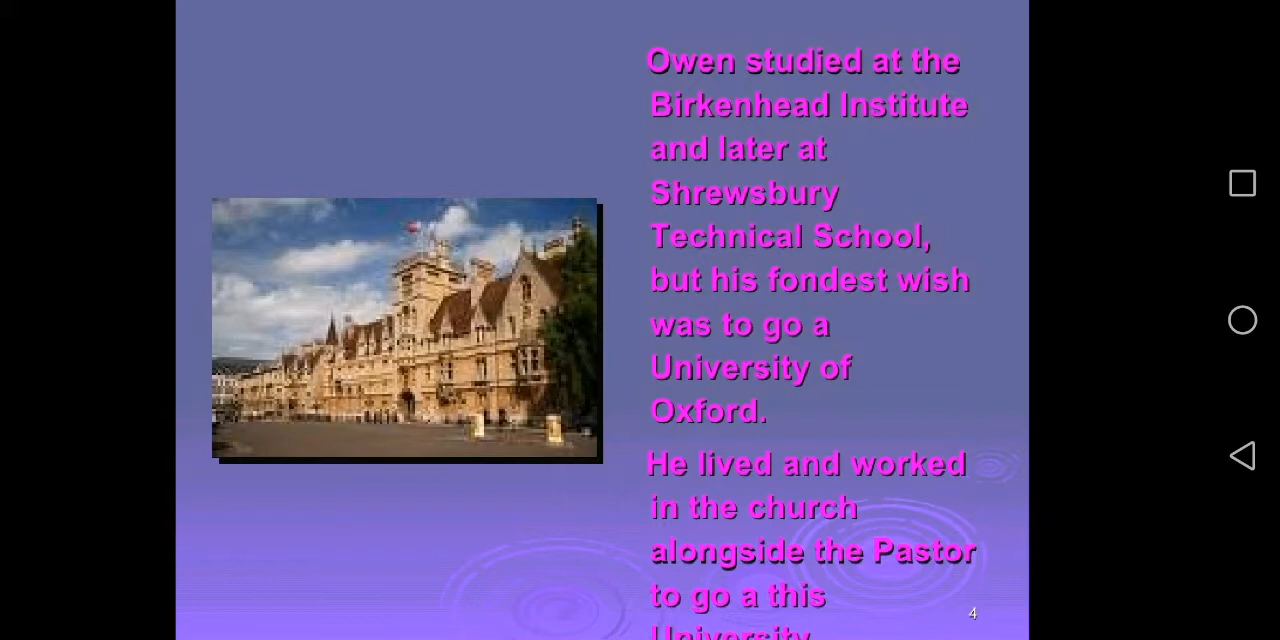 Owen studied at the
Birkenhead Institute
and later at
Shrewsbury
Technical School,
but his fondest wish
was to go a
University of
Oxford.
He lived and worked
in the church
alongside the Pastor
to go a this
University
4